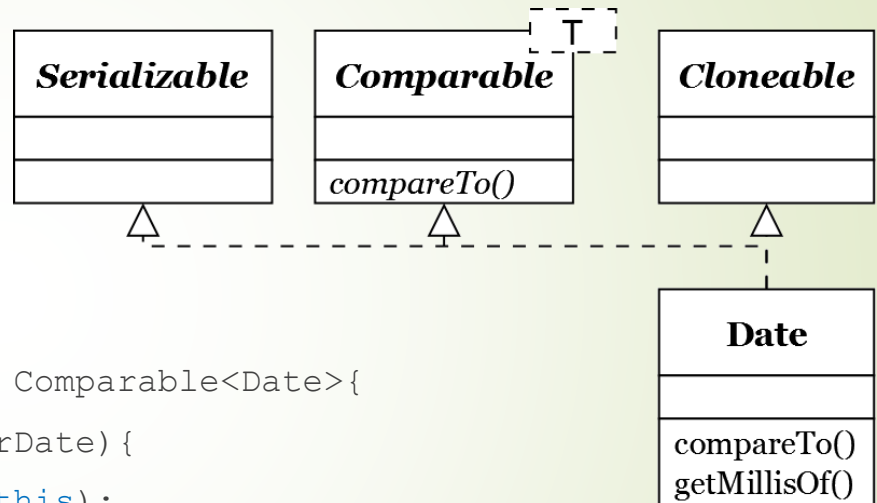 T
Serializable
Comparable
Cloneable
compareTo()
Date
compareTo()
getMillisOf()
Comparable<Date>{
rDate){
this);